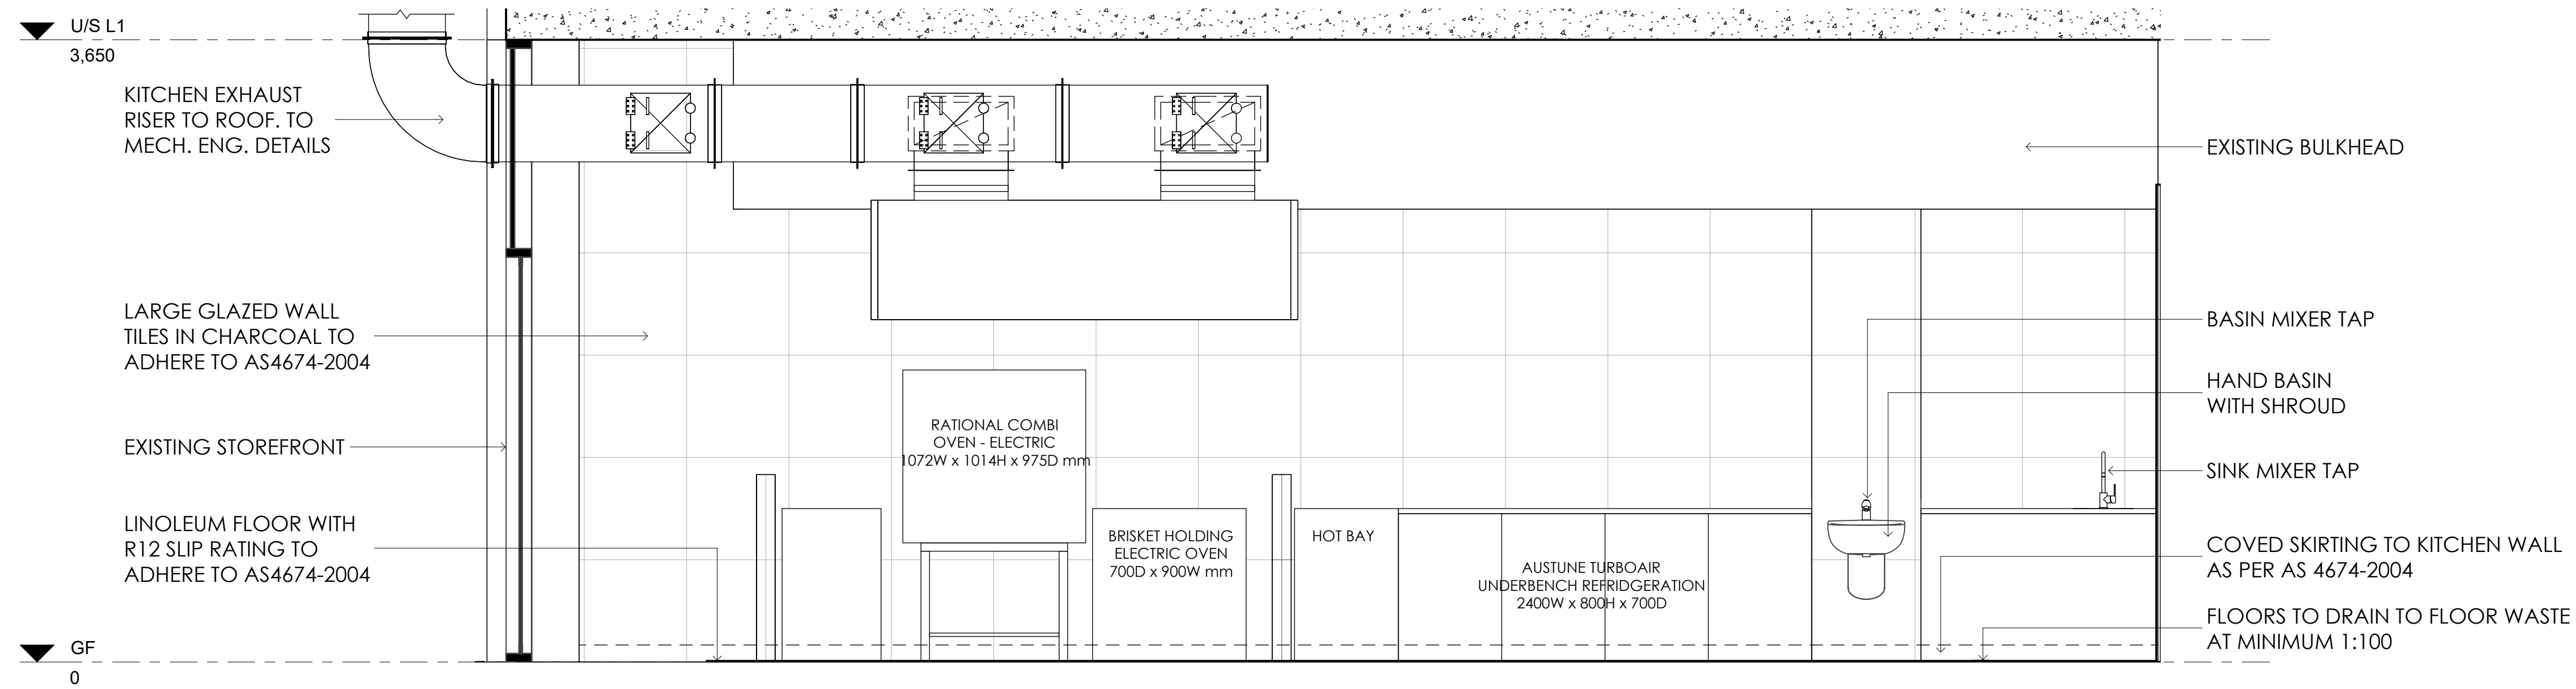 U/S L1
3,650
KITCHEN EXHAUST
RISER TO ROOF. TO
MECH. ENG. DETAILS
EXISTING BULKHEAD
LARGE GLAZED WALL
TILES IN CHARCOAL TO
ADHERE TO AS4674-2004
BASIN MIXER TAP
HAND BASIN
WITH SHROUD
EXISTING STOREFRONT
RATIONAL COMBI
OVEN - ELECTRIC
1072W x 1014H x 975D mm
SINK MIXER TAP
LINOLEUM FLOOR WITH
R12 SLIP RATING TO
ADHERE TO AS4674-2004
BRISKET HOLDING
ELECTRIC OVEN
700D x 900W mm
HOT BAY
AUSTUNE TURBOAIR
UNDERBENCH REFRIDGERATION
2400W x 800H x 700D
COVED SKIRTING TO KITCHEN WALL
AS PER AS 4674-2004
FLOORS TO DRAIN TO FLOOR WASTE
AT MINIMUM 1:100
GF
0